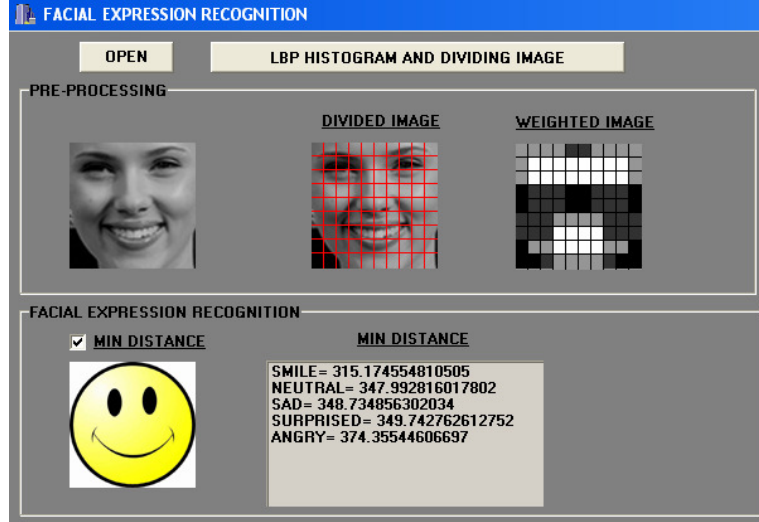 FACIAL EXPRESSION RECOGNITION
OPEN
LBP HISTOGRAM AND DIVIDING IMAGE
PRE-PROCESSING
DIVIDED IMAGE
WEIGHTED IMAGE
FACIAL EXPRESSION RECOGNITION
MIN DISTANCE
MIN DISTANCE
SMILE= 315.174554810505
NEUTRAL= 347.992816017802
SAD= 348.734856302034
SURPRISED= 349.742762612752
ANGRY= 374.35544606697